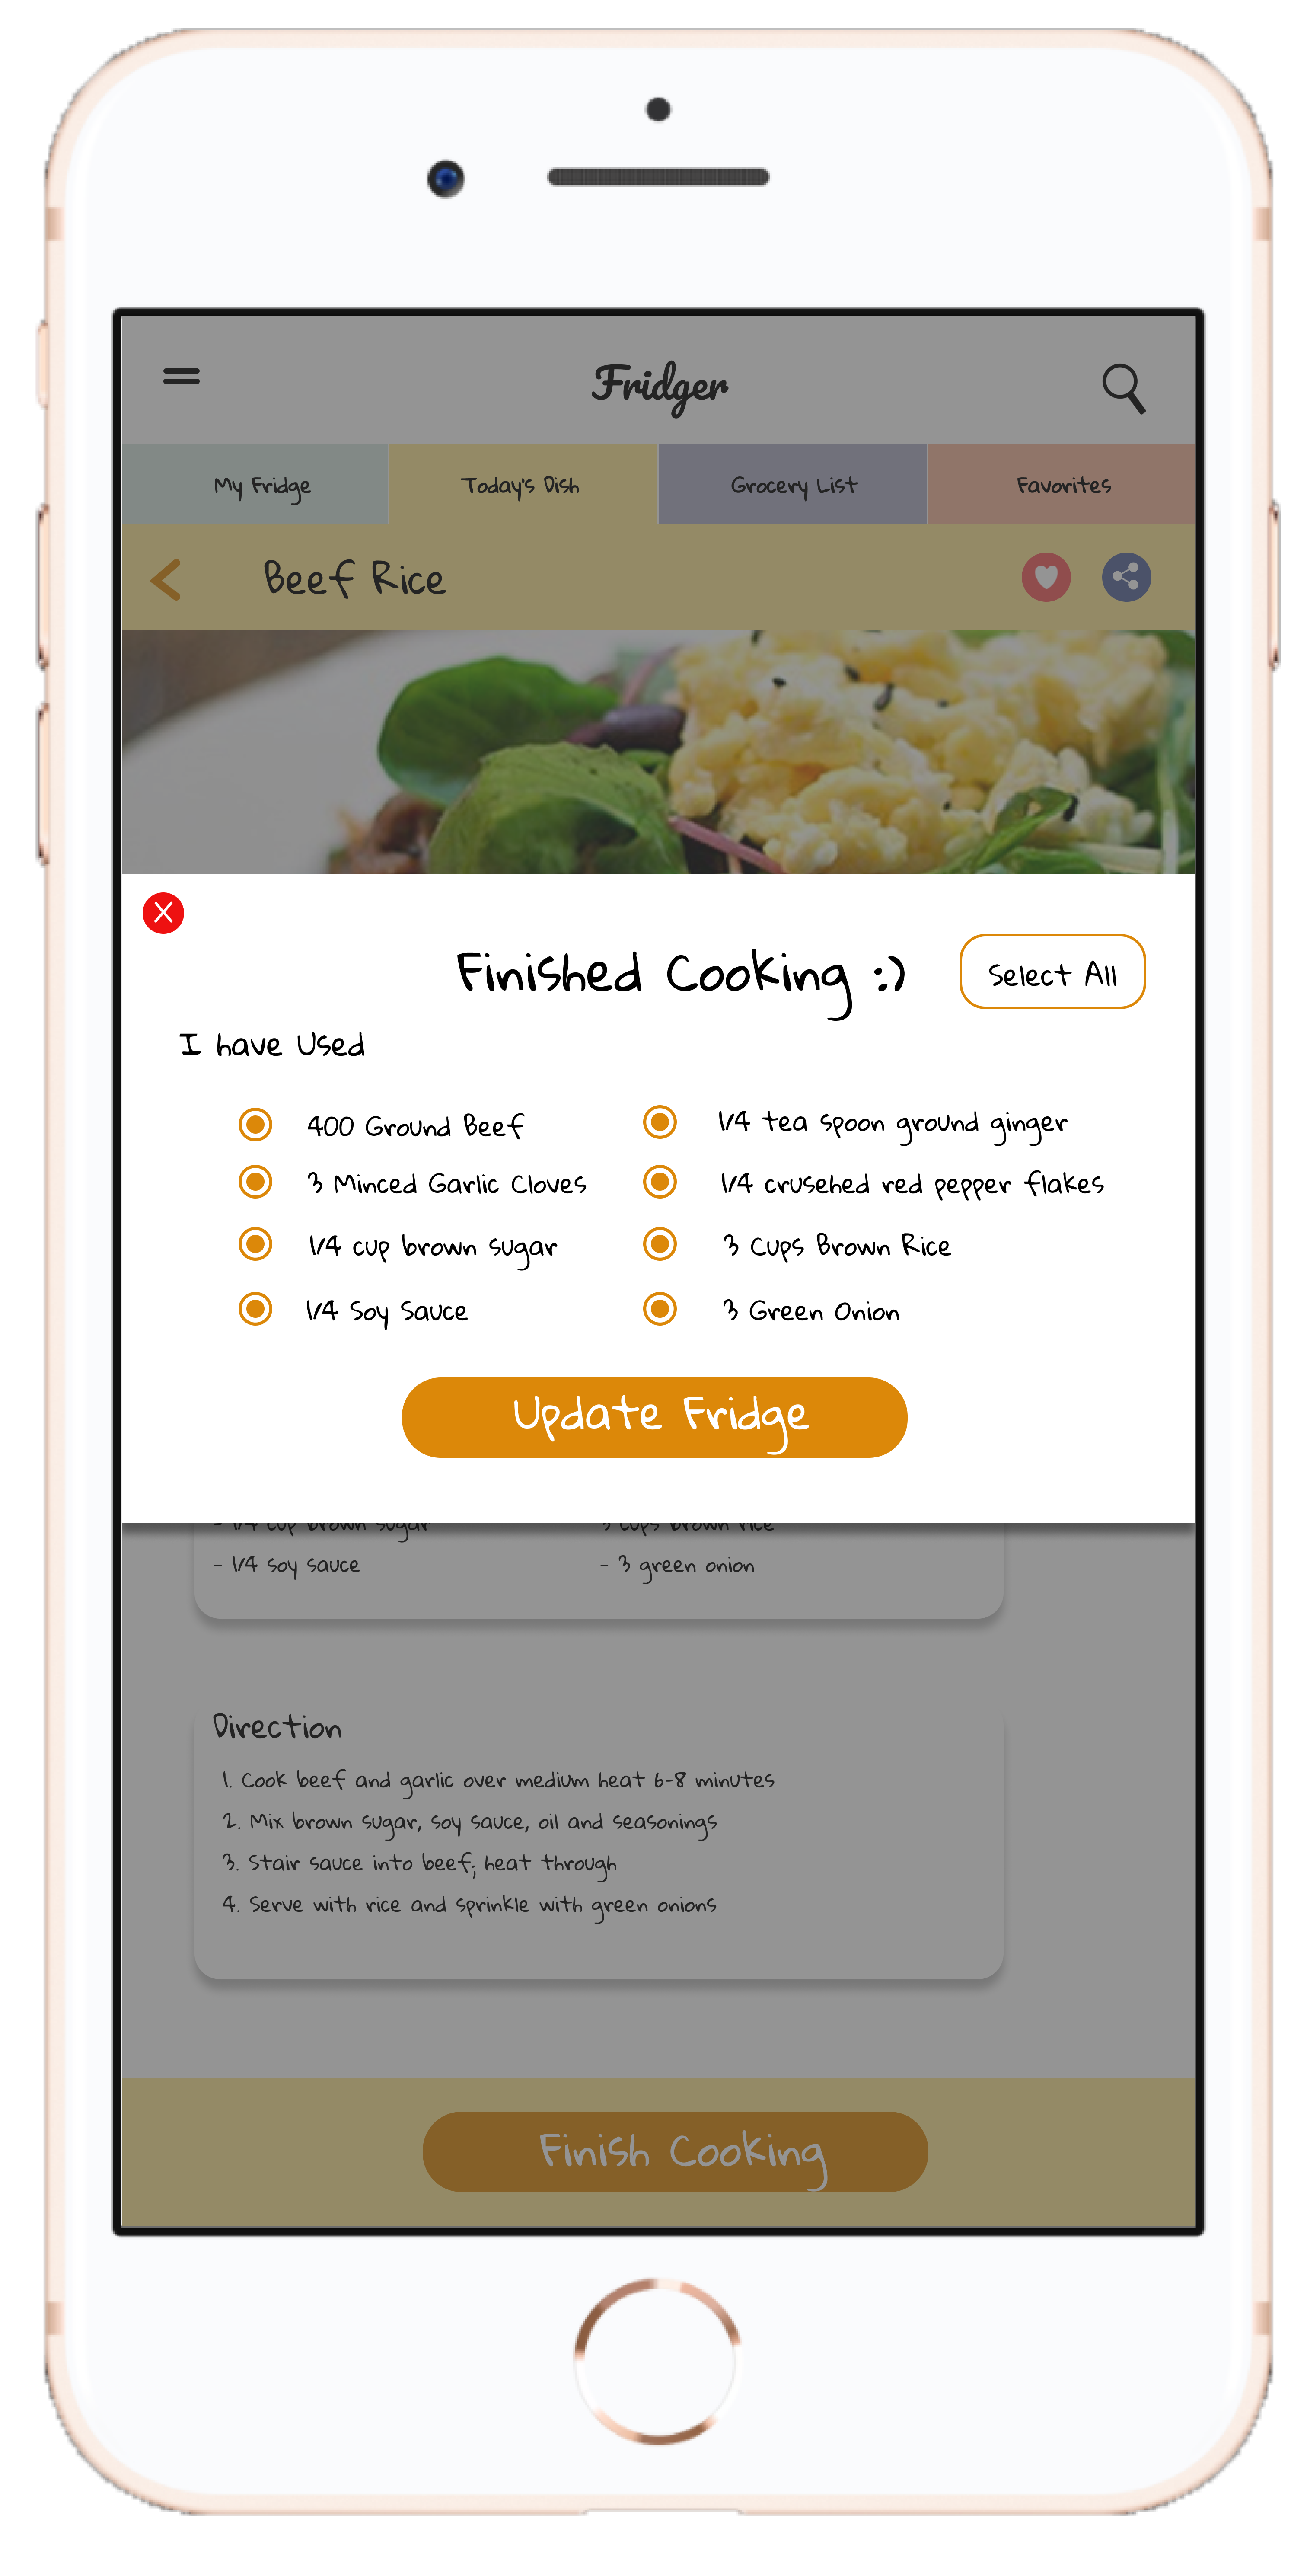 Fridger
My Fridge
Today's Dish
Grocery List
Favorites
Beef Rice
X
Finished Cooking :)
Select All
I have Used
400 Ground Beef
3 Minced Garlic Cloves
1/4 cup brown sugar
1/4 Soy Sauce
1/4 tea spoon ground ginger
1/4 crusehed red pepper flakes
3 Cups Brown Rice
3 Green Onion
Update Fridge
- 1/4 cup brown sugar
- 1/4 soy sauce
3 cups brown rice
- 3 green onion
Direction
1. Cook beef and garlic over medium heat 6-8 minutes
2. Mix brown sugar, soy sauce, oil and seasonings
3. Stair sauce into beef; heat through
4. Serve with rice and sprinkle with green onions
Finish Cooking